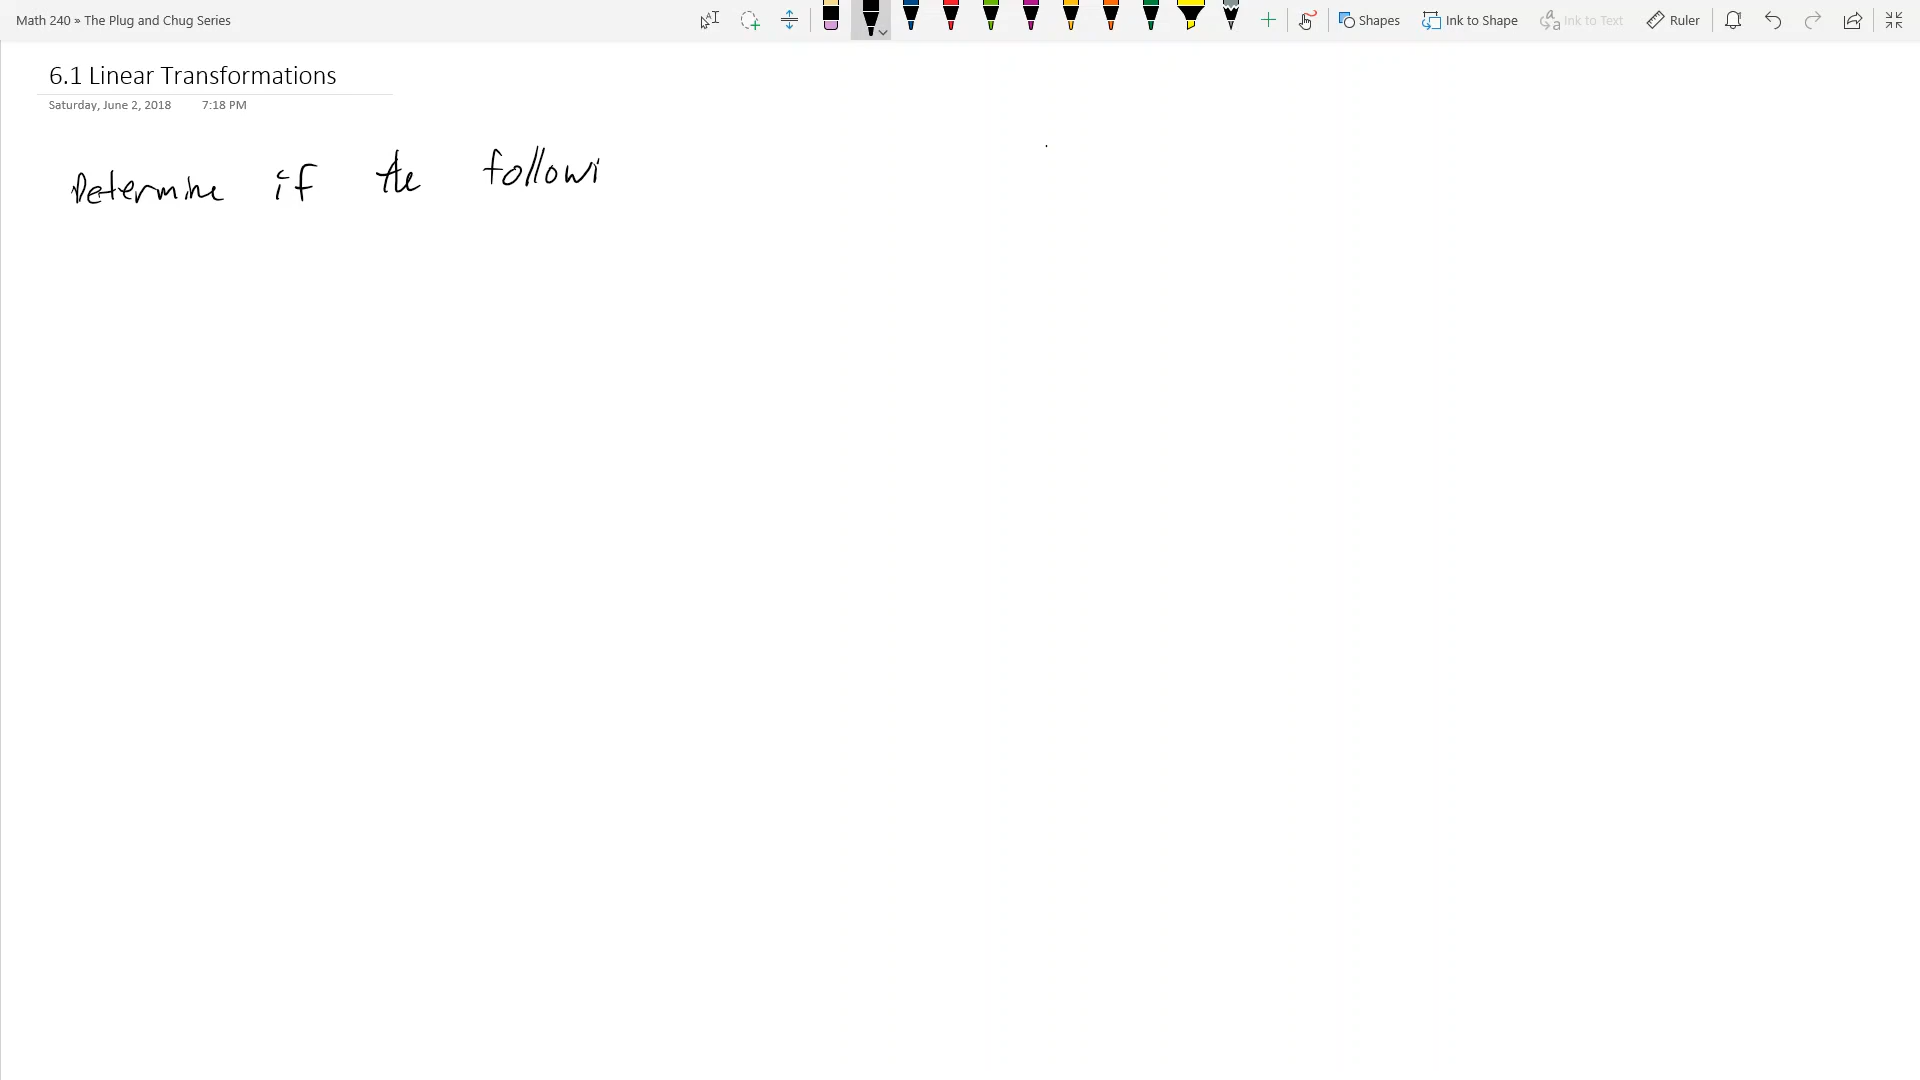 Math 240 » The Plug and Chug Series
Shapes
Ink to Shape
Ink to Text
Ruler
6.1 Linear Transformations
Saturday, June 2, 2018 7:18 PM
Determine if the followi